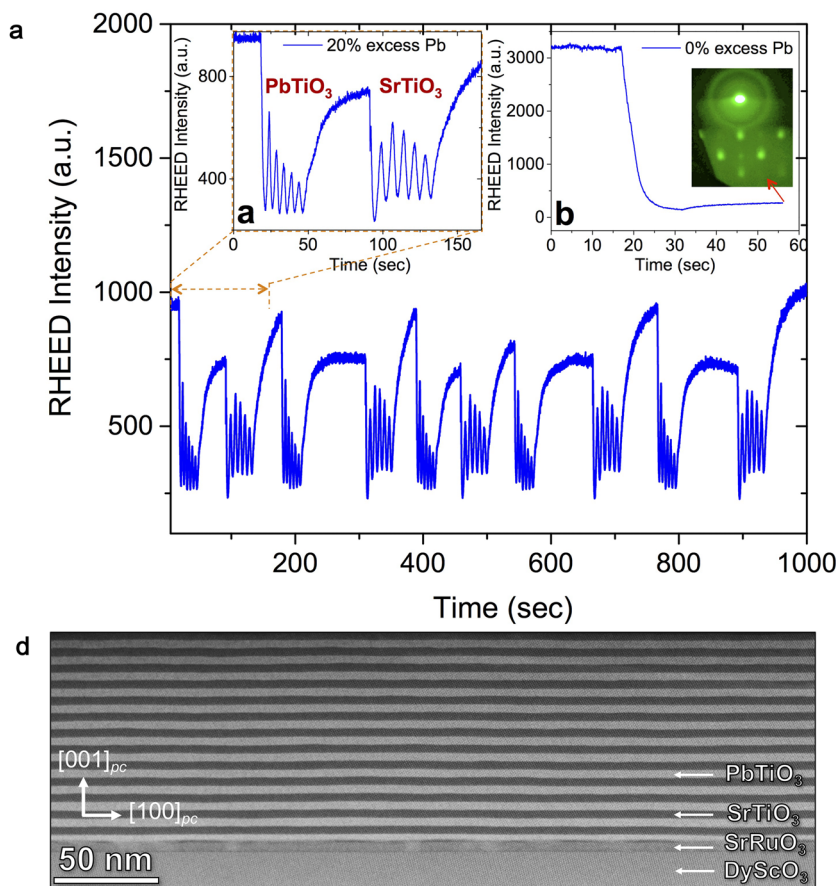 a
2000
1500
1000
500
RHEED Intensity (a.u.)
200
400
600
800
1000
Time (sec)
20% excess Pb
PbTiO₃
SrTiO₃
800
400
RHEED Intensity (a.u.)
0
50
100
150
Time (sec)
a
0% excess Pb
3000
2000
1000
0
RHEED Intensity (a.u.)
0
10
20
30
40
50
60
Time (sec)
b
d
[001]pc
[100]pc
50 nm
PbTiO₃
SrTiO₃
SrRuO₃
DyScO₃